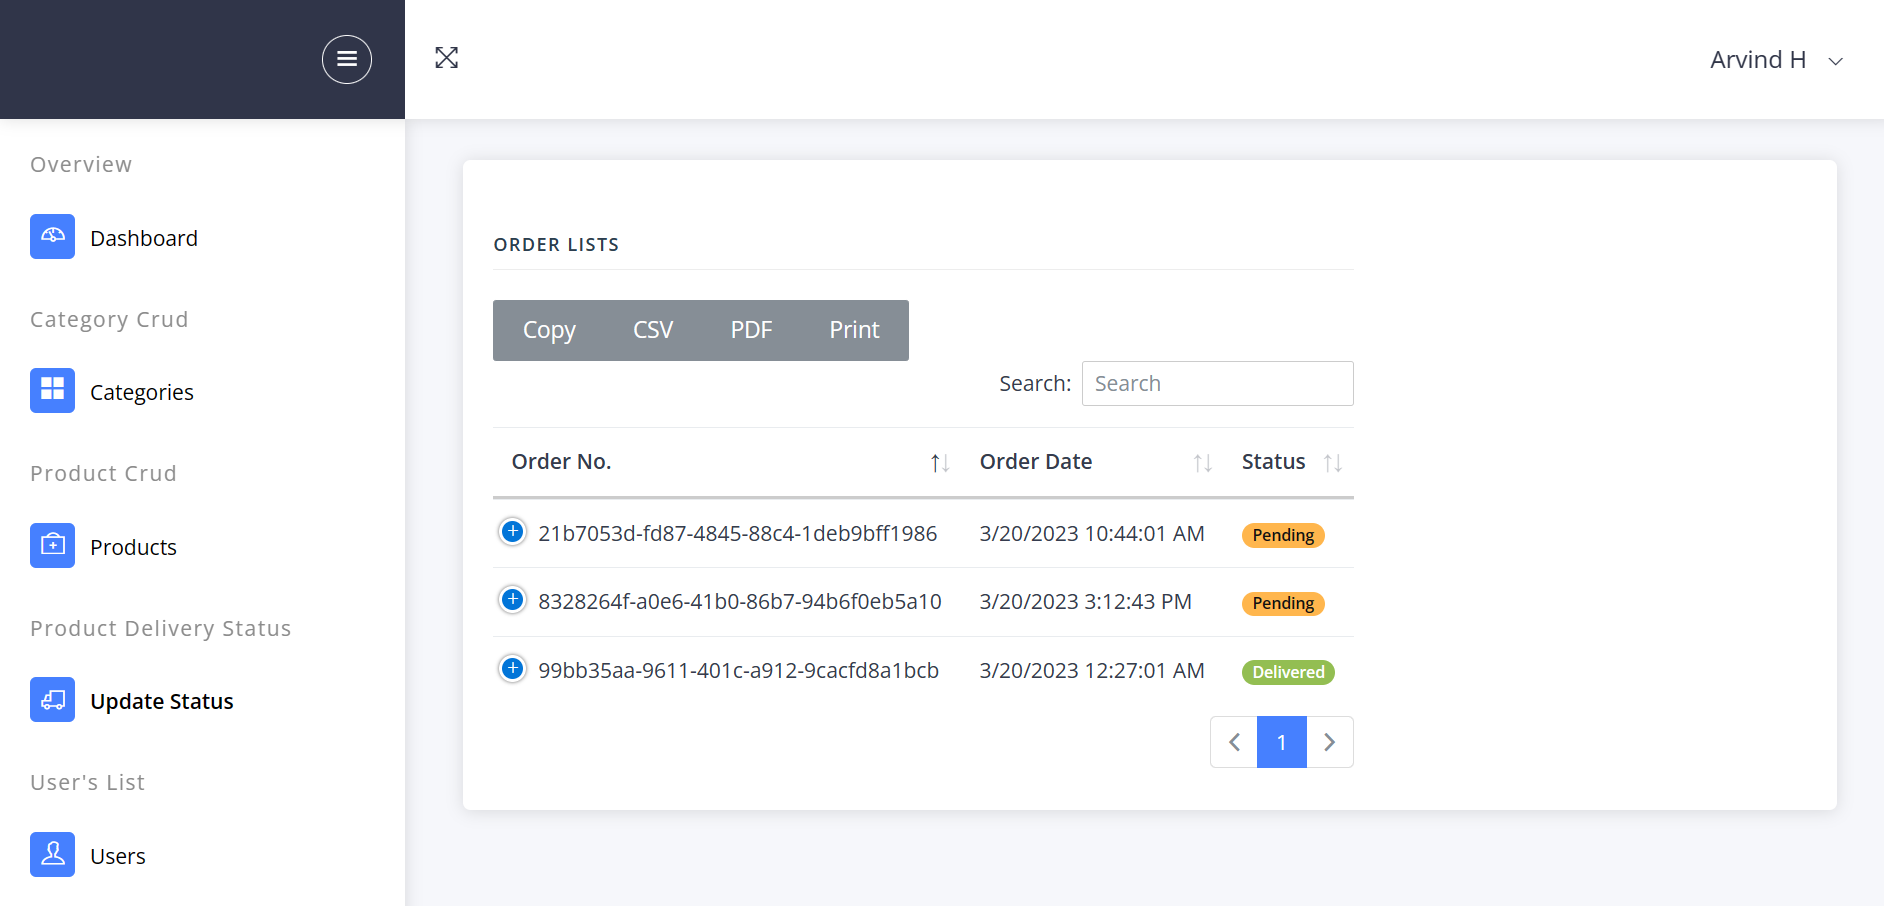 Arvind H
Overview
Dashboard
Category Crud
Categories
Product Crud
Products
Product Delivery Status
Update Status
User's List
Users
ORDER LISTS
Copy CSV PDF Print
Search: Search
Order No. Order Date Status
21b7053d-fd87-4845-88c4-1deb9bff1986 3/20/2023 10:44:01 AM Pending
8328264f-a0e6-41b0-86b7-94b6f0eb5a10 3/20/2023 3:12:43 PM Pending
99bb35aa-9611-401c-a912-9cacfd8a1bcb 3/20/2023 12:27:01 AM Delivered
1